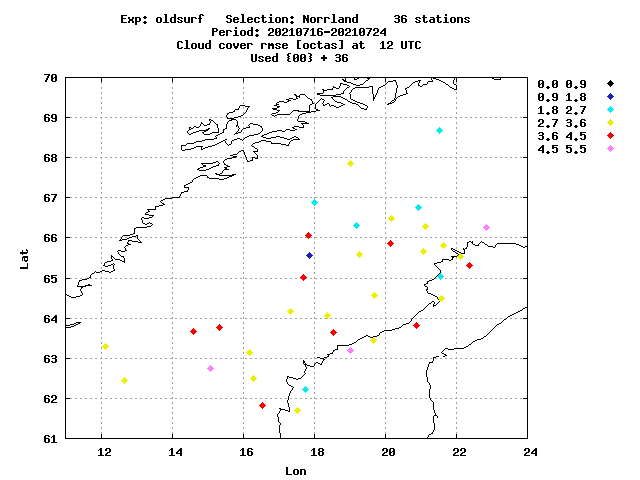 Exp: oldsurf   Selection: Norrland     36 stations
Period: 20210716-20210724
Cloud cover rmse [octas] at  12 UTC
Used {00} + 36
0.0 0.9
0.9 1.8
1.8 2.7
2.7 3.6
3.6 4.5
4.5 5.5
70
69
68
67
66
65
64
63
62
61
Lat
12 14 16 18 20 22 24
Lon